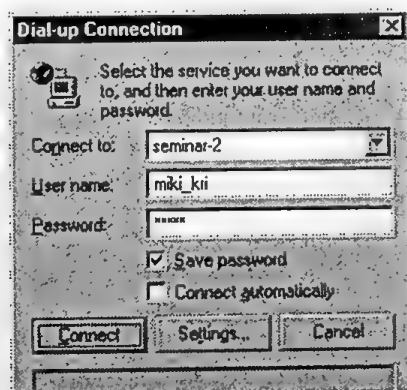 Dial-up Connection
Select the service you want to connect
to, and then enter your user name and
password.
Connect to: seminar-2
User name: miki_kri
Password: *****
Save password
Connect automatically
Connect Settings... Cancel